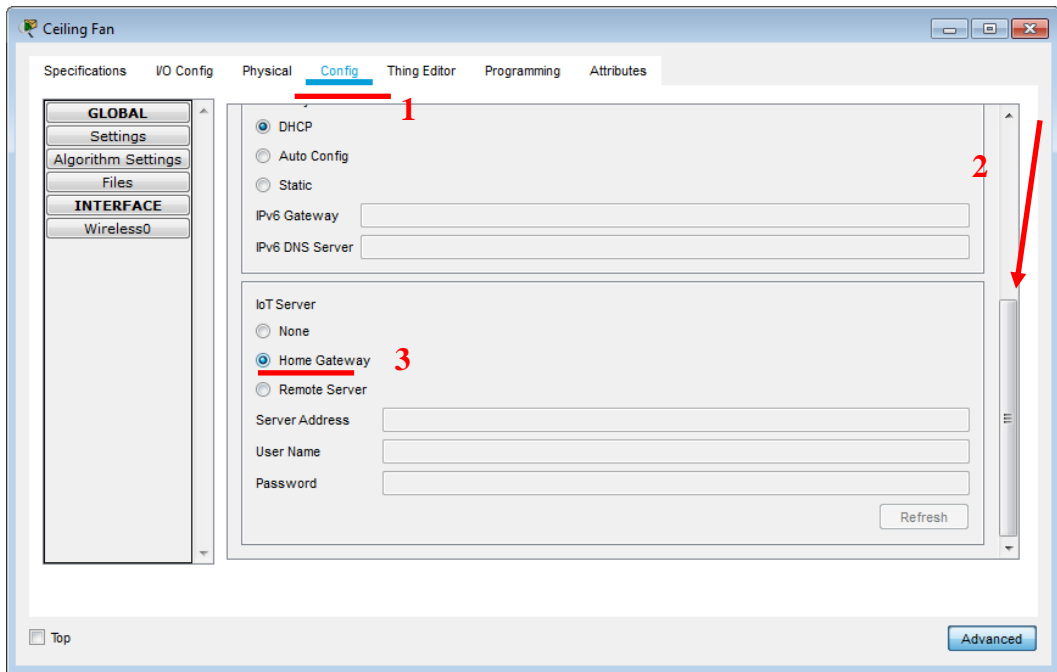 Ceiling Fan
Specifications I/O Config Physical Config Thing Editor Programming Attributes
1
GLOBAL
Settings
Algorithm Settings
Files
INTERFACE
Wireless0
DHCP
Auto Config
2
Static
IPv6 Gateway
IPv6 DNS Server
IoT Server
None
Home Gateway 3
Remote Server
Server Address
User Name
Password
Refresh
Top
Advanced